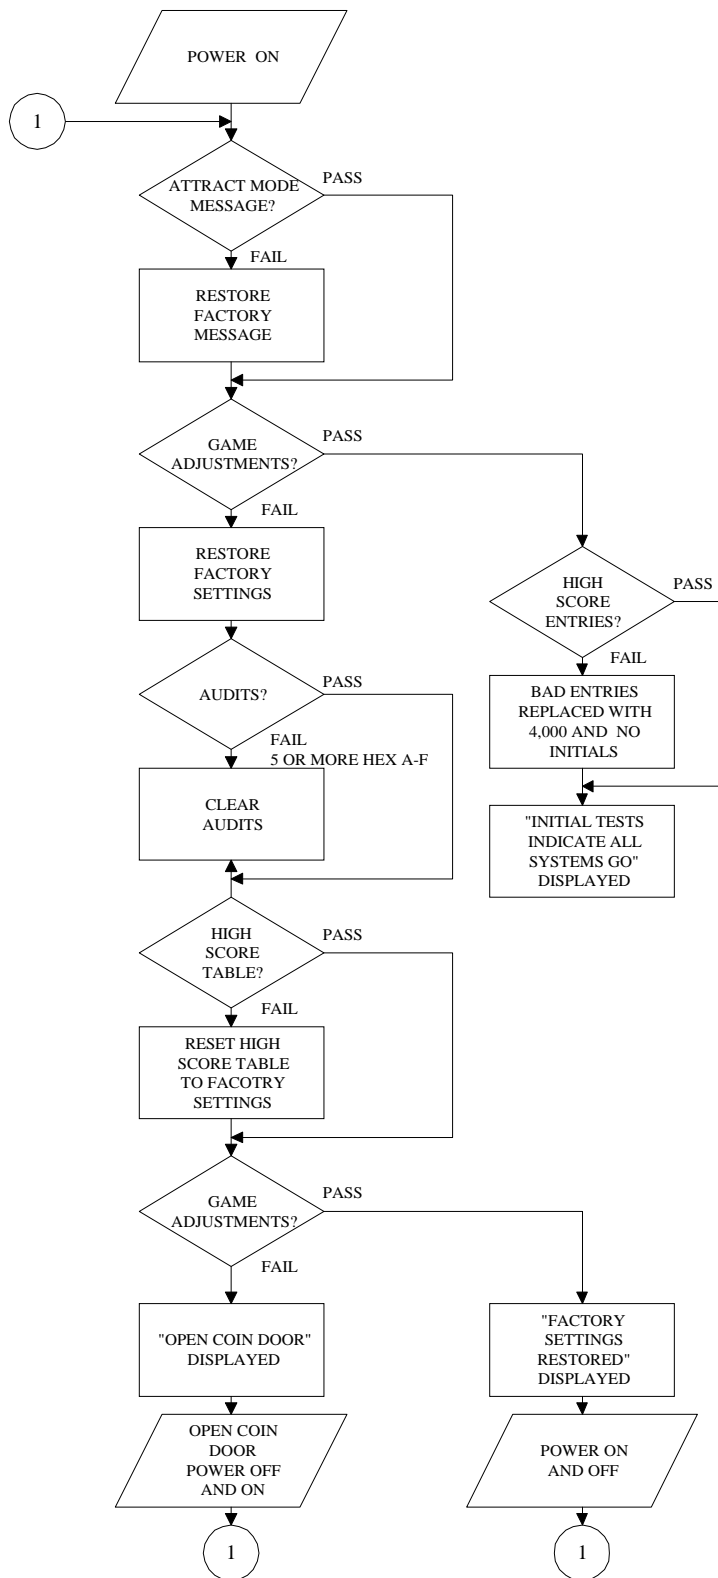 POWER ON
1
ATTRACT MODE
MESSAGE?
PASS
FAIL
RESTORE
FACTORY
MESSAGE
GAME
ADJUSTMENTS?
PASS
FAIL
RESTORE
FACTORY
SETTINGS
HIGH
SCORE
ENTRIES?
PASS
FAIL
AUDITS?
PASS
FAIL
5 OR MORE HEX A-F
BAD ENTRIES
REPLACED WITH
4,000 AND NO
INITIALS
CLEAR
AUDITS
"INITIAL TESTS
INDICATE ALL
SYSTEMS GO"
DISPLAYED
HIGH
SCORE
TABLE?
PASS
FAIL
RESET HIGH
SCORE TABLE
TO FACOTRY
SETTINGS
GAME
ADJUSTMENTS?
PASS
FAIL
"OPEN COIN DOOR"
DISPLAYED
"FACTORY
SETTINGS
RESTORED"
DISPLAYED
OPEN COIN
DOOR
POWER OFF
AND ON
POWER ON
AND OFF
1
1